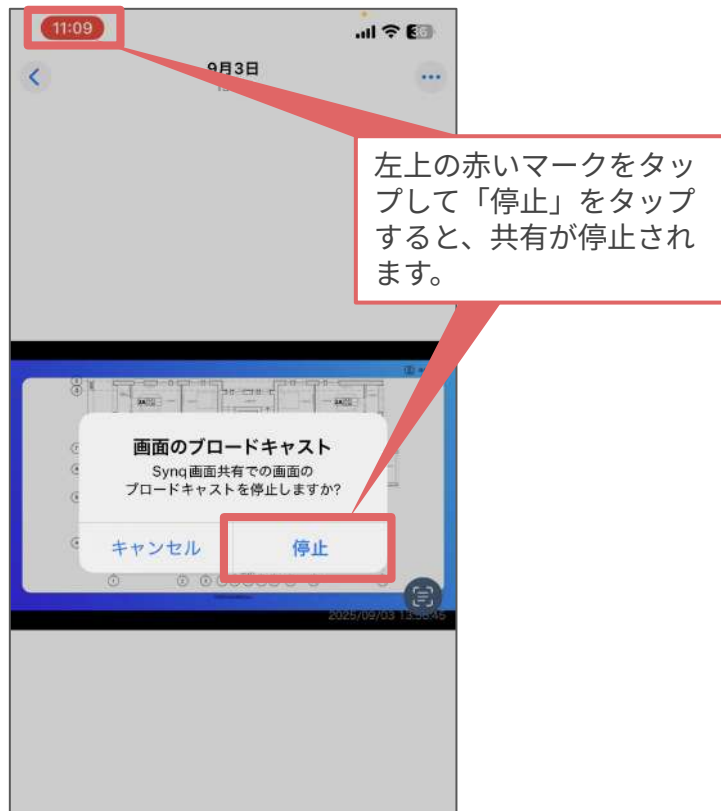 11:09
36
9月3日
左上の赤いマークをタッ
プして「停止」をタップ
すると、共有が停止され
ます。
画面のブロードキャスト
Synq画面共有での画面の
ブロードキャストを停止しますか?
キャンセル
停止
2025/09/03 13:56:45